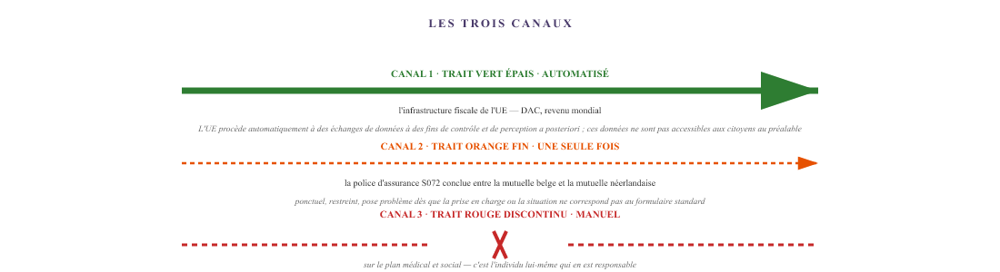 LES TROIS CANAUX
CANAL 1 · TRAIT VERT ÉPAIS · AUTOMATISÉ
l'infrastructure fiscale de l'UE — DAC, revenu mondial
L'UE procède automatiquement à des échanges de données à des fins de contrôle et de perception a posteriori ; ces données ne sont pas accessibles aux citoyens au préalable
CANAL 2 · TRAIT ORANGE FIN · UNE SEULE FOIS
la police d'assurance S072 conclue entre la mutuelle belge et la mutuelle néerlandaise
ponctuel, restreint, pose problème dès que la prise en charge ou la situation ne correspond pas au formulaire standard
CANAL 3 · TRAIT ROUGE DISCONTINU · MANUEL
sur le plan médical et social — c'est l'individu lui-même qui en est responsable